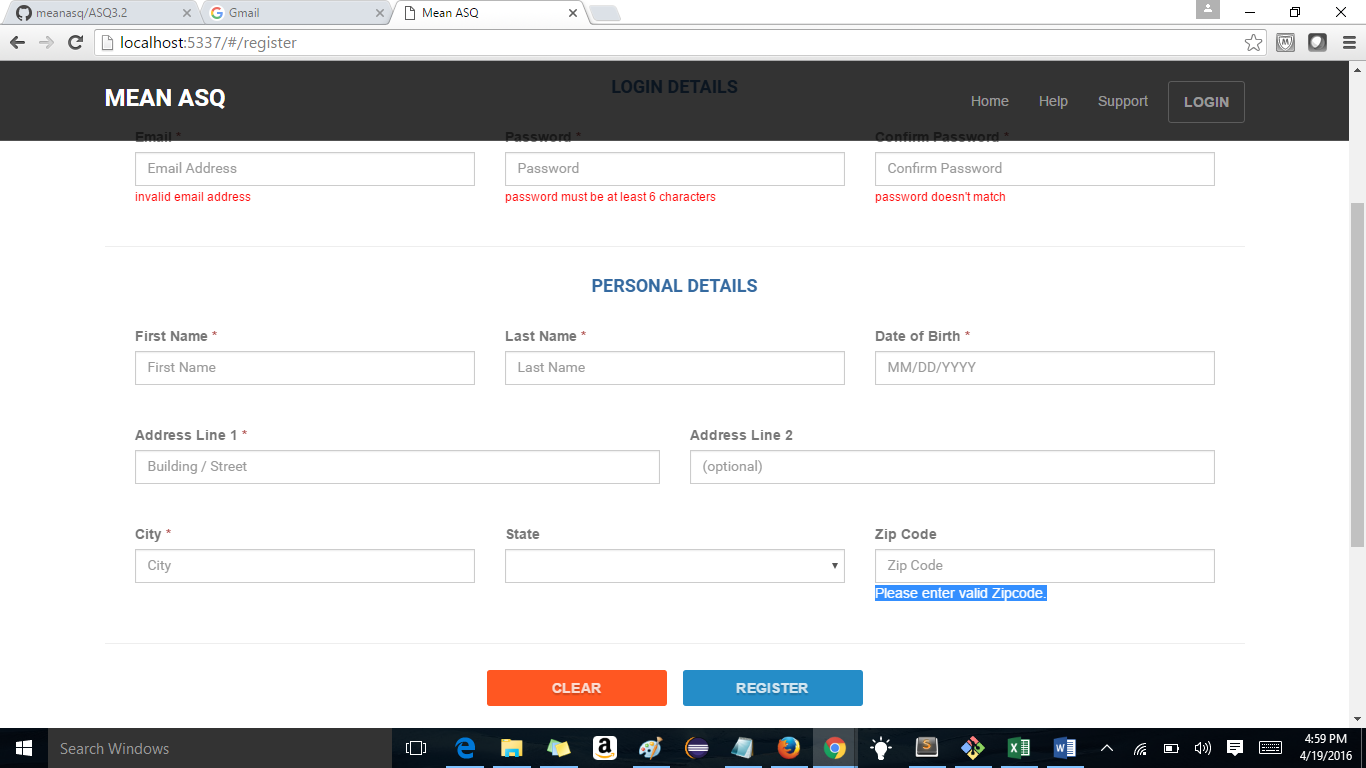 meanasq/ASQ3.2
Gmail
Mean ASQ
localhost:5337/#/register
LOGIN DETAILS
MEAN ASQ
Home
Help
Support
LOGIN
Email *
Password *
Confirm Password *
Email Address
Password
Confirm Password
invalid email address
password must be at least 6 characters
password doesn't match
PERSONAL DETAILS
First Name *
Last Name *
Date of Birth *
First Name
Last Name
MM/DD/YYYY
Address Line 1 *
Address Line 2
Building / Street
(optional)
City *
State
Zip Code
City
Zip Code
Please enter valid Zipcode.
CLEAR
REGISTER
Search Windows
4:59 PM
4/19/2016